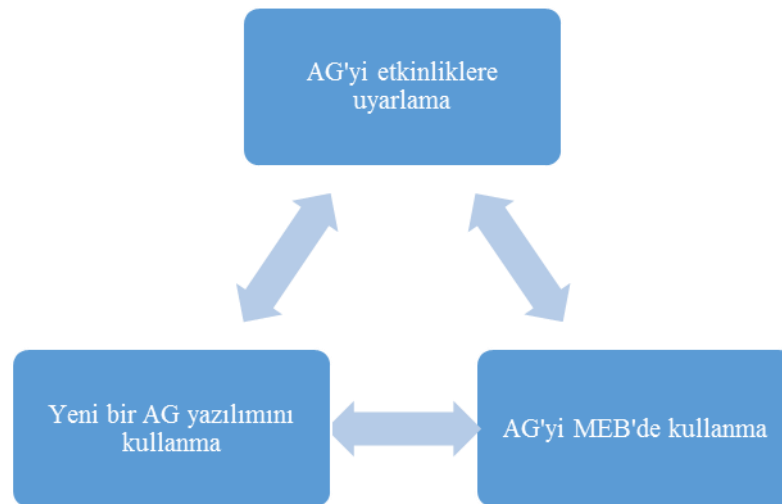 AG'yi etkinliklere
uyarlama
Yeni bir AG yazılımını
kullanma
AG'yi MEB'de kullanma